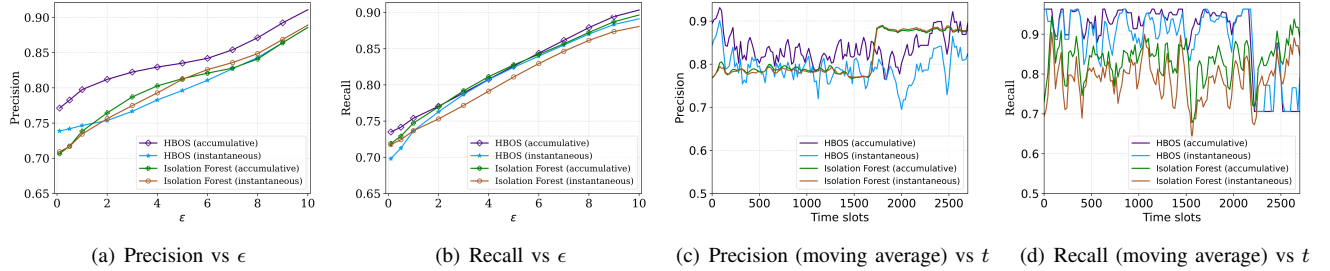 0.90
0.85
0.80
0.75
0.70
0.65
Precision
HBOS (accumulative)
HBOS (instantaneous)
Isolation Forest (accumulative)
Isolation Forest (instantaneous)
0 2 4 6 8 10
ε
(a) Precision vs ϵ
0.90
0.85
0.80
0.75
0.70
0.65
Recall
HBOS (accumulative)
HBOS (instantaneous)
Isolation Forest (accumulative)
Isolation Forest (instantaneous)
0 2 4 6 8 10
ε
(b) Recall vs ϵ
0.9
0.8
0.7
0.6
0.5
Precision
HBOS (accumulative)
HBOS (instantaneous)
Isolation Forest (accumulative)
Isolation Forest (instantaneous)
0 500 1000 1500 2000 2500
Time slots
(c) Precision (moving average) vs t
0.9
0.8
0.7
0.6
0.5
Recall
HBOS (accumulative)
HBOS (instantaneous)
Isolation Forest (accumulative)
Isolation Forest (instantaneous)
0 500 1000 1500 2000 2500
Time slots
(d) Recall (moving average) vs t